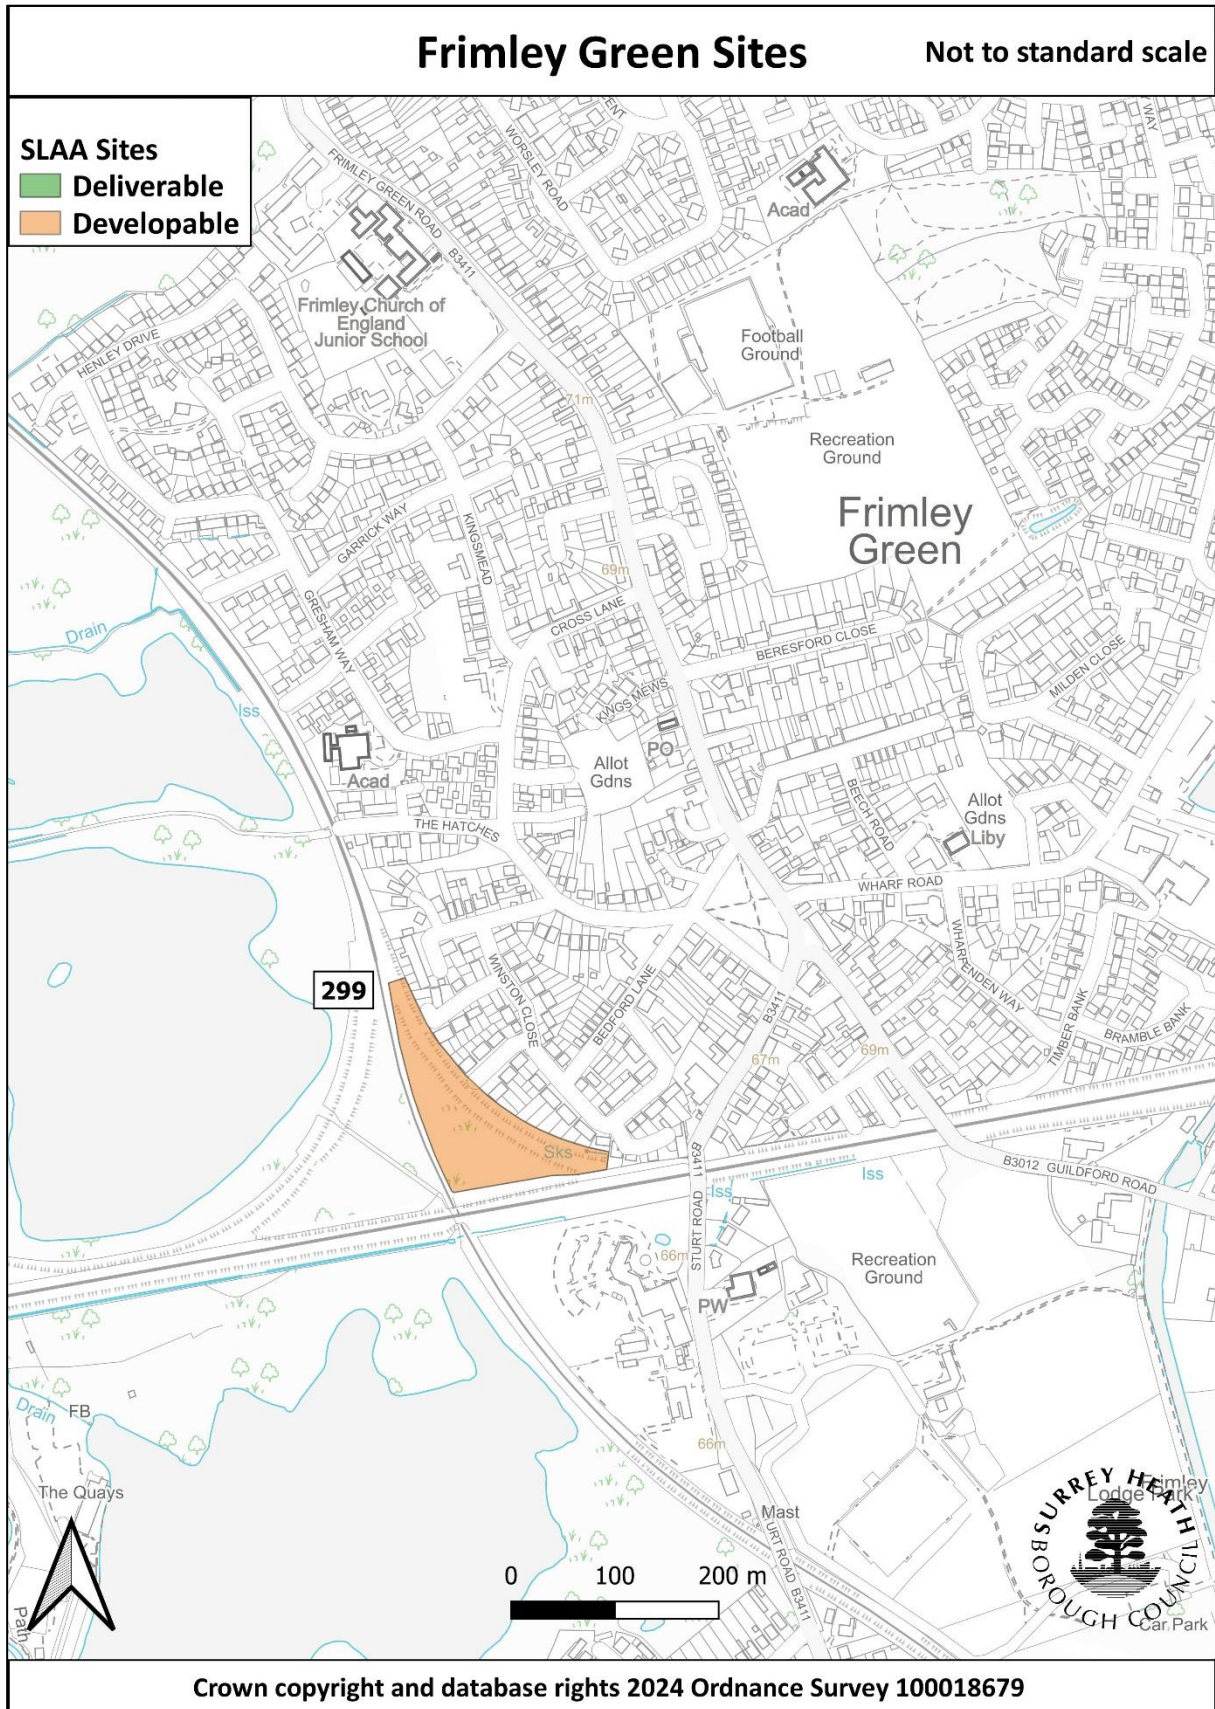 Frimley Green Sites
Not to standard scale
SLAA Sites
Deliverable
Developable
CENT
WORSLEY ROAD
WAY
FRIMLEY GREEN ROAD
B3411
Acad
Frimley Church of
England
Junior School
HENLEY DRIVE
Football
Ground
71m
Recreation
Ground
Frimley
Green
GARRICK WAY
KINGSMEAD
69m
GRESHAM WAY
CROSS LANE
BERESFORD CLOSE
Drain
MILDEN CLOSE
KINGS MEWS
Iss
PO
Acad
Allot
Gdns
BEECH ROAD
Allot
Gdns
Liby
THE HATCHES
WHARF ROAD
WINSTON CLOSE
BEDFORD LANE
WHARFENDEN WAY
299
B3411
TIMBER BANK
BRAMBLE BANK
67m
69m
Sks
B3411
Iss
Iss
B3012 GUILDFORD ROAD
STURT ROAD
66m
Recreation
Ground
PW
Drain
FB
66m
The Quays
Mast
URT ROAD B3411
Frimley
Lodge Park
SURREY HEATH
BOROUGH COUNCIL
Car Park
Path
0 100 200 m
Crown copyright and database rights 2024 Ordnance Survey 100018679